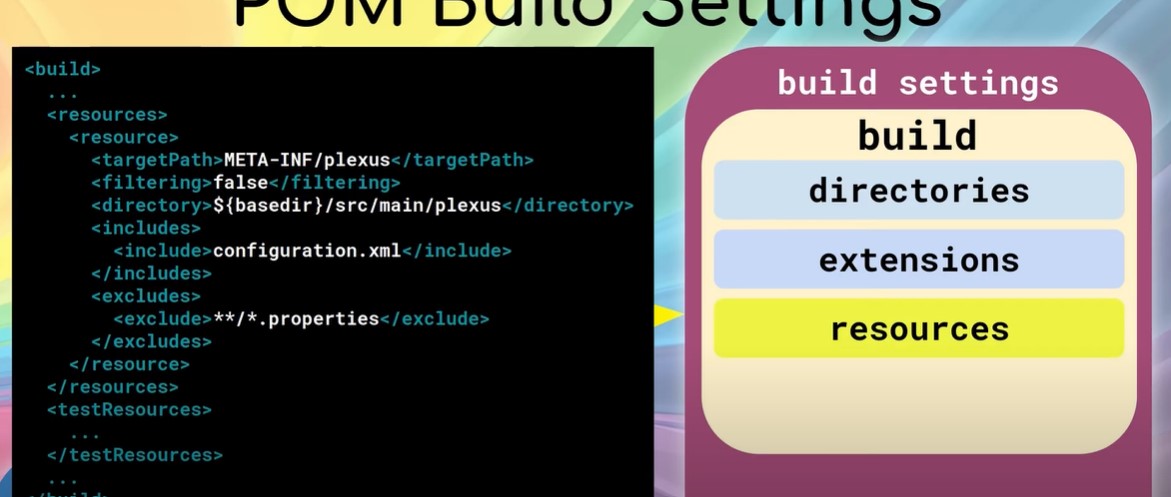 POM Build Settings
<build>
...
<resources>
<resource>
<targetPath>META-INF/plexus</targetPath>
<filtering>false</filtering>
<directory>${basedir}/src/main/plexus</directory>
<includes>
<include>configuration.xml</include>
</includes>
<excludes>
<exclude>**/*.properties</exclude>
</excludes>
</resource>
</resources>
<testResources>
...
</testResources>
...
</build>
build settings
build
directories
extensions
resources